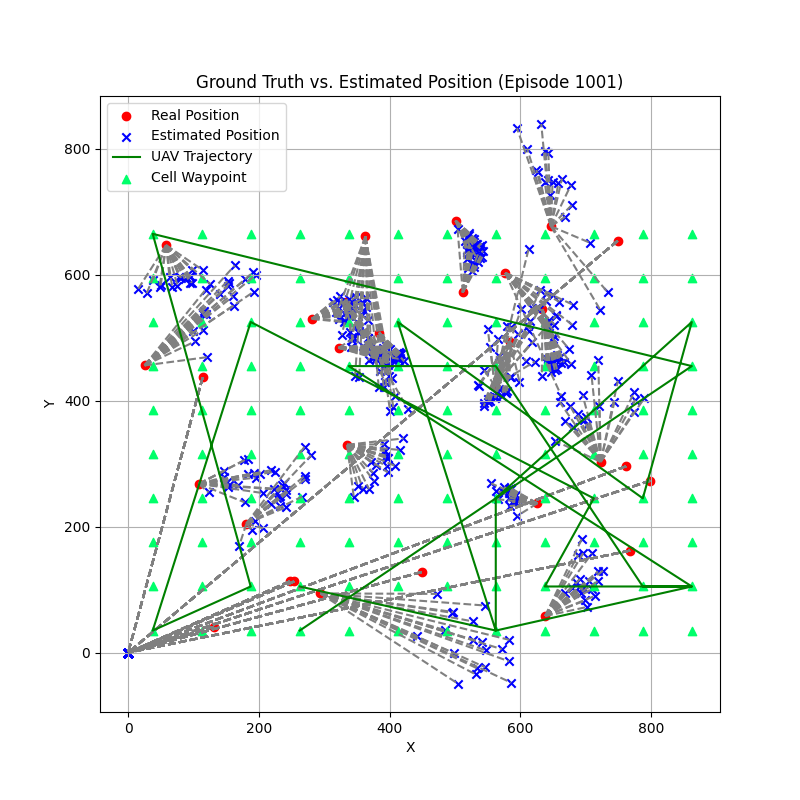 Ground Truth vs. Estimated Position (Episode 1001)
Real Position
Estimated Position
UAV Trajectory
Cell Waypoint
Y
800
600
400
200
0
0 200 400 600 800
X